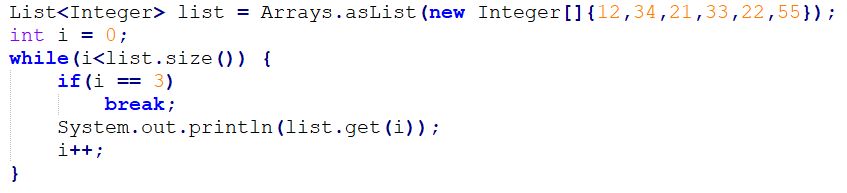 List<Integer> list = Arrays.asList(new Integer[]{12,34,21,33,22,55});
int i = 0;
while(i<list.size()) {
    if(i == 3)
        break;
    System.out.println(list.get(i));
    i++;
}